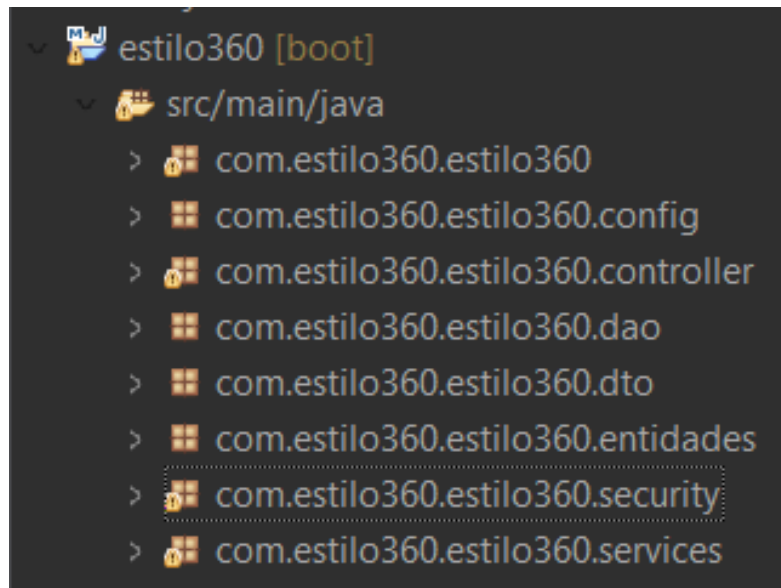 estilo360 [boot]
src/main/java
com.estilo360.estilo360
com.estilo360.estilo360.config
com.estilo360.estilo360.controller
com.estilo360.estilo360.dao
com.estilo360.estilo360.dto
com.estilo360.estilo360.entidades
com.estilo360.estilo360.security
com.estilo360.estilo360.services